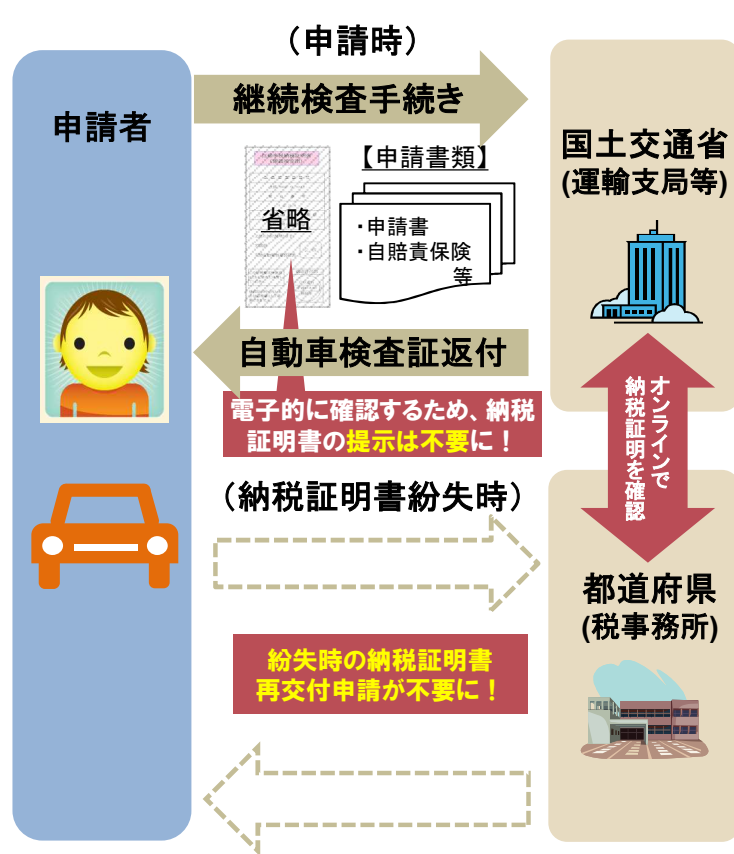 (申請時)
申請者
継続検査手続き
国土交通省
(運輸支局等)
省略
【申請書類】
・申請書
・自賠責保険
等
自動車検査証返付
電子的に確認するため、納税
証明書の提示は不要に！
オンラインで
納税証明を確認
(納税証明書紛失時)
都道府県
(税事務所)
紛失時の納税証明書
再交付申請が不要に！